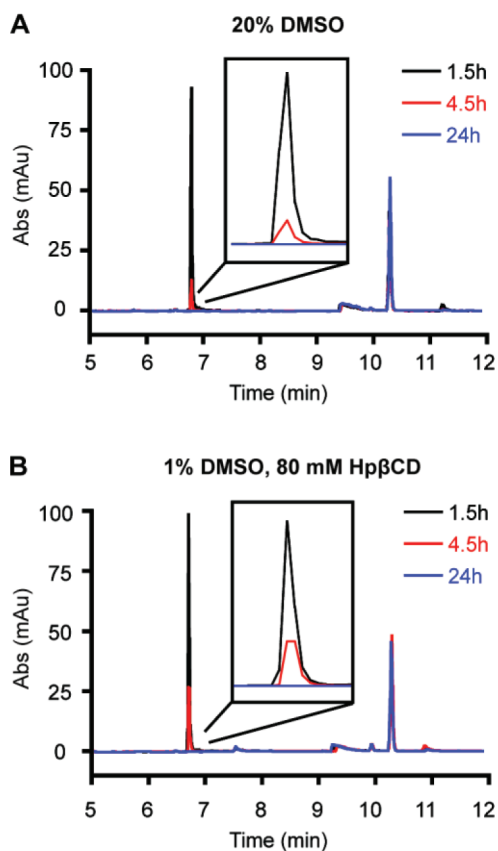 A
20% DMSO
100
75
50
25
0
Abs (mAu)
1.5h
4.5h
24h
5 6 7 8 9 10 11 12
Time (min)
B
1% DMSO, 80 mM HpβCD
100
75
50
25
0
Abs (mAu)
1.5h
4.5h
24h
5 6 7 8 9 10 11 12
Time (min)